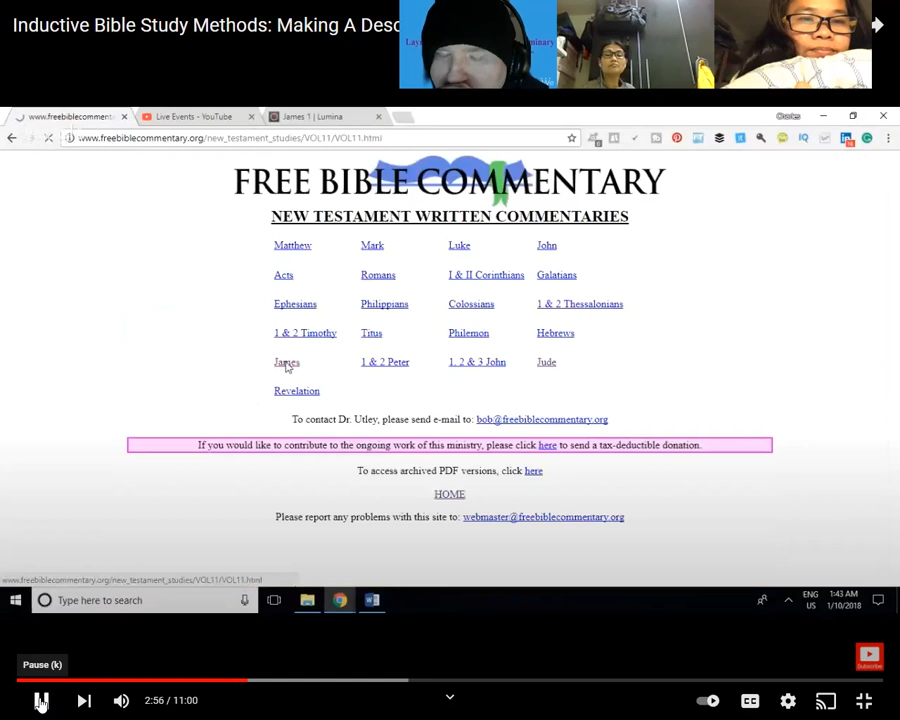 Inductive Bible Study Methods: Making A Desc
www.freebiblecomment
Live Events - YouTube
James 1 | Lumina
Charles
www.freebiblecommentary.org/new_testament_studies/VOL11/VOL11.html
FREE BIBLE COMMENTARY
NEW TESTAMENT WRITTEN COMMENTARIES
Matthew Mark Luke John
Acts Romans I & II Corinthians Galatians
Ephesians Philippians Colossians 1 & 2 Thessalonians
1 & 2 Timothy Titus Philemon Hebrews
James 1 & 2 Peter 1. 2 & 3 John Jude
Revelation
To contact Dr. Utley, please send e-mail to: bob@freebiblecommentary.org
If you would like to contribute to the ongoing work of this ministry, please click here to send a tax-deductible donation.
To access archived PDF versions, click here
HOME
Please report any problems with this site to: webmaster@freebiblecommentary.org
www.freebiblecommentary.org/new_testament_studies/VOL11/VOL11.html
Type here to search
ENG
US
1:43 AM
1/10/2018
Subscribe
Pause (k)
2:56 / 11:00
CC